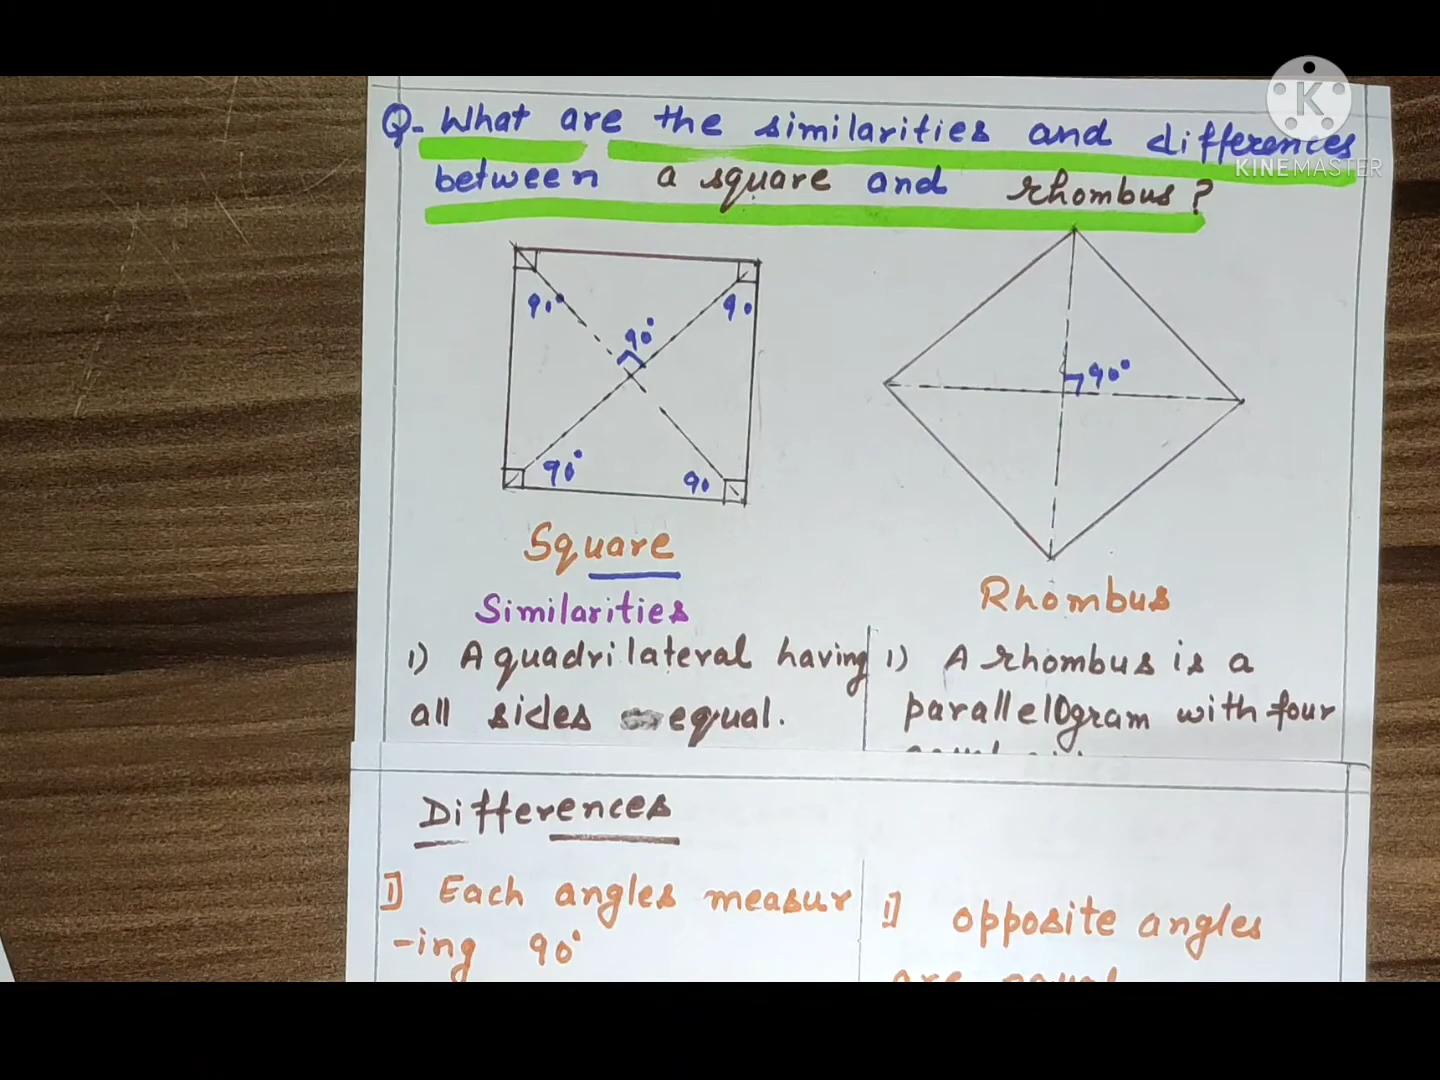 Q- What are the similarities and differences
between a square and rhombus?
K
KINEMASTER
90°
90
90°
90°
90°
90
Square
Rhombus
Similarities
1) A quadrilateral having
all sides equal.
1) A rhombus is a
parallelogram with four
Differences
1] Each angles measur
-ing 90°
1] opposite angles
are equal